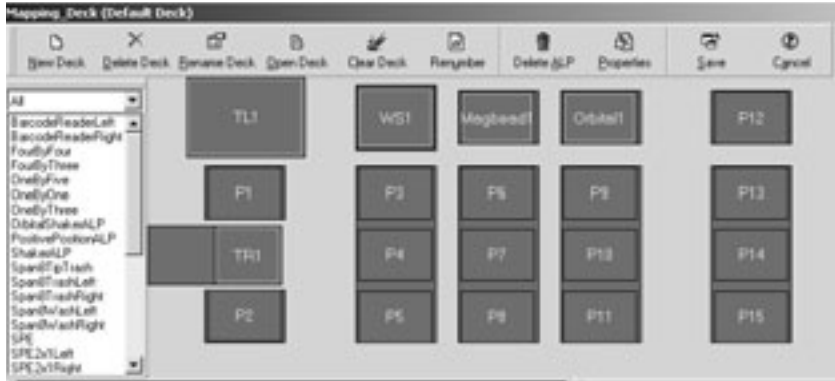 Mapping_Deck (Default Deck)
New Deck Delete Deck Rename Deck Open Deck Clear Deck Renumber Delete ALP Properties Save Cancel
All
BarcodeReaderLeft
BarcodeReaderRight
FourByFour
FourByThree
OneByFive
OneByOne
OneByThree
OrbitalShakerALP
PositivePositionALP
ShakerALP
Span8TipTrash
Span8TrashLeft
Span8TrashRight
Span8WashLeft
Span8WashRight
SPE
SPE2x1Left
SPE2x1Right
TL1 WS1 Magbead1 Orbital1 P12
P1 P3 P6 P9 P13
TR1 P4 P7 P10 P14
P2 P5 P8 P11 P15